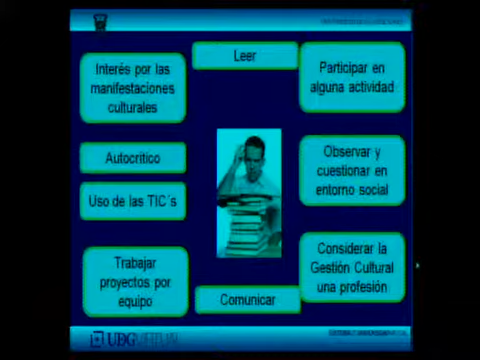 Leer
Interés por las
manifestaciones
culturales
Participar en
alguna actividad
Autocrítico
Observar y
cuestionar en
entorno social
Uso de las TIC´s
Trabajar
proyectos por
equipo
Considerar la
Gestión Cultural
una profesión
Comunicar
UDGVIRTUAL